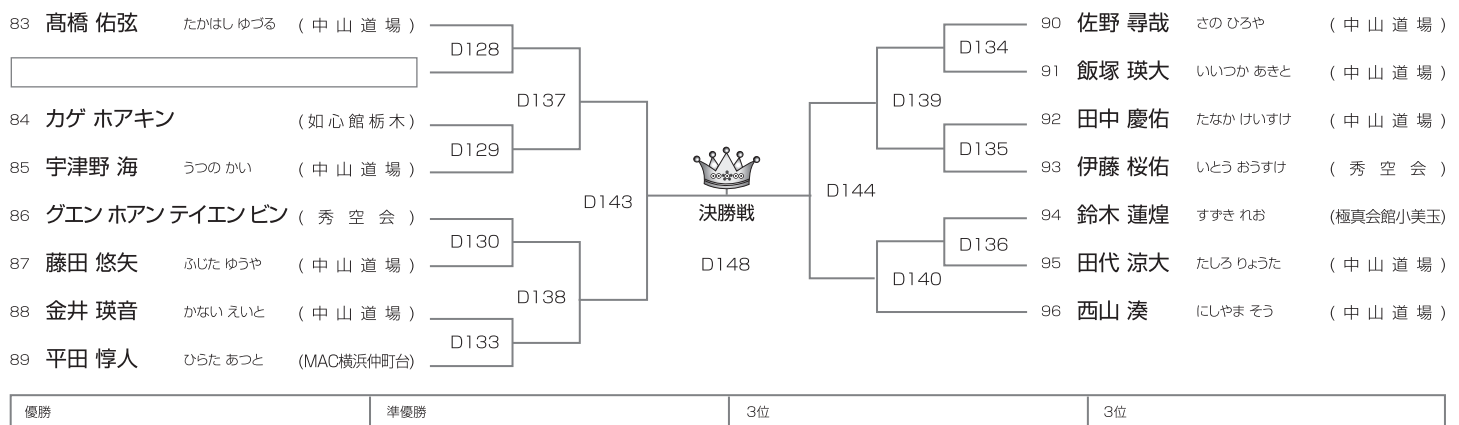 83 髙橋 佑弦 たかはし ゆづる (中山道場)
D128
D137
84 カゲ ホアキン (如心館栃木)
D129
85 宇津野 海 うつの かい (中山道場)
D143
86 グエン ホアン テイエン ビン (秀空会)
D130
87 藤田 悠矢 ふじた ゆうや (中山道場)
D138
88 金井 瑛音 かない えいと (中山道場)
D133
89 平田 惇人 ひらた あつと (MAC横浜仲町台)
決勝戦
D148
90 佐野 尋哉 さの ひろや (中山道場)
D134
91 飯塚 瑛大 いいつか あきと (中山道場)
D139
92 田中 慶佑 たなか けいすけ (中山道場)
D135
93 伊藤 桜佑 いとう おうすけ (秀空会)
D144
94 鈴木 蓮煌 すずき れお (極真会館小美玉)
D136
95 田代 涼大 たしろ りょうた (中山道場)
D140
96 西山 湊 にしやま そう (中山道場)
優勝
準優勝
3位
3位